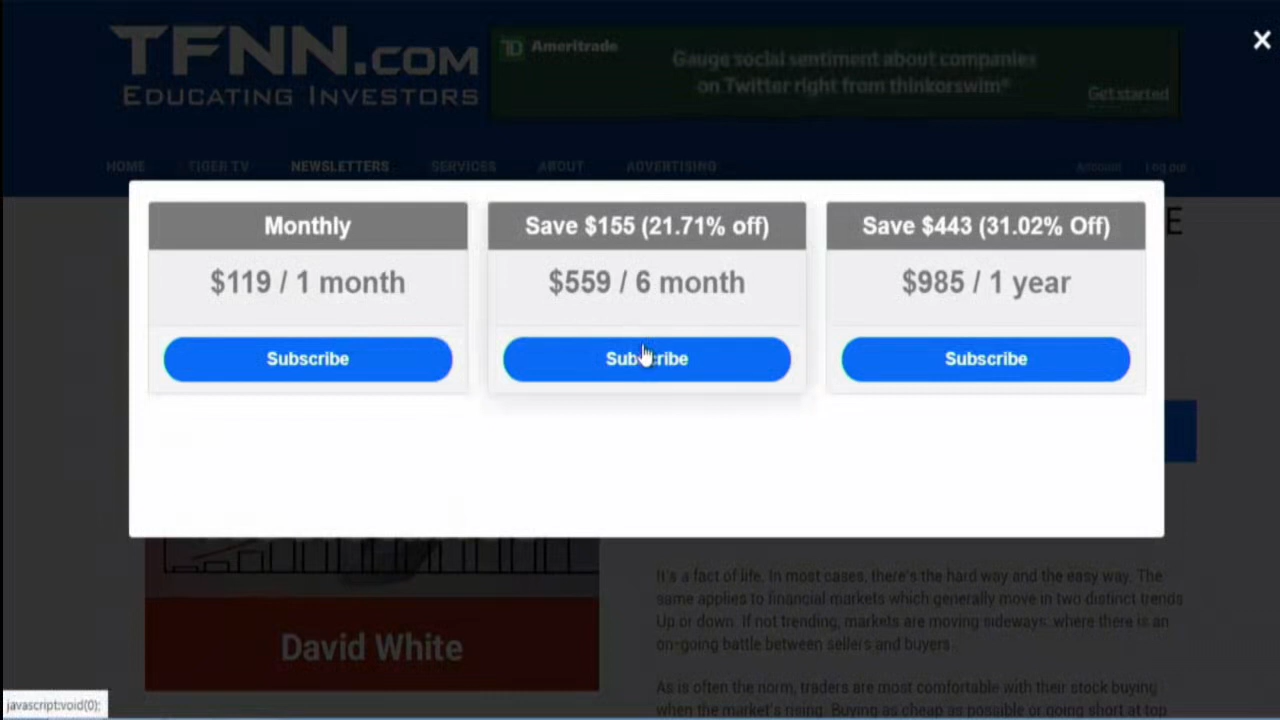 TFNN.COM
EDUCATING INVESTORS
Ameritrade
Gauge social sentiment about companies
on Twitter right from thinkorswim®
Get started
HOME TIGER TV NEWSLETTERS SERVICES ABOUT ADVERTISING Account Log out
E
Monthly
$119 / 1 month
Subscribe
Save $155 (21.71% off)
$559 / 6 month
Subscribe
Save $443 (31.02% Off)
$985 / 1 year
Subscribe
David White
It's a fact of life. In most cases, there's the hard way and the easy way. The
same applies to financial markets which generally move in two distinct trends
Up or down. If not trending, markets are moving sideways: where there is an
on-going battle between sellers and buyers.
As is often the norm, traders are most comfortable with their stock buying
when the market's rising. Buying as cheap as possible or going short at top
javascript:void(0);